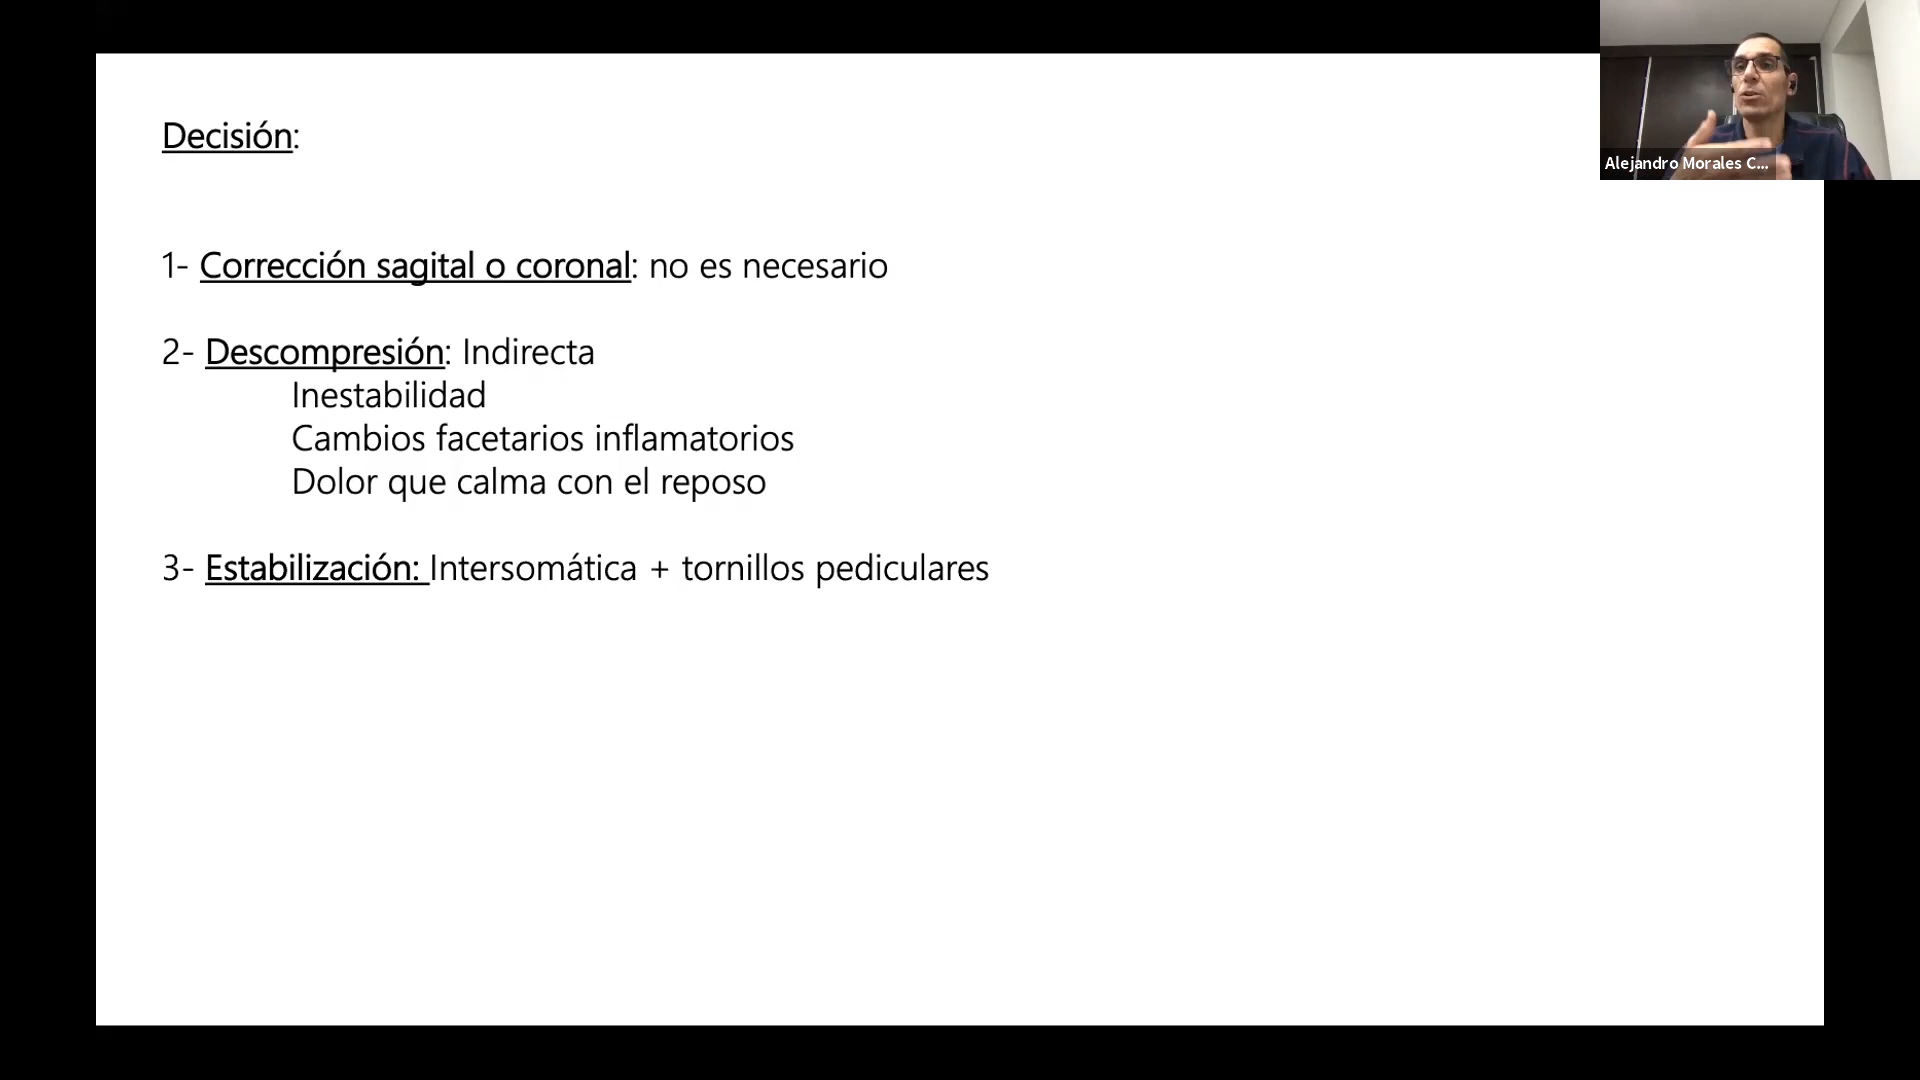 Decisión:
1- Corrección sagital o coronal: no es necesario
2- Descompresión: Indirecta
Inestabilidad
Cambios facetarios inflamatorios
Dolor que calma con el reposo
3- Estabilización: Intersomática + tornillos pediculares
Alejandro Morales C...